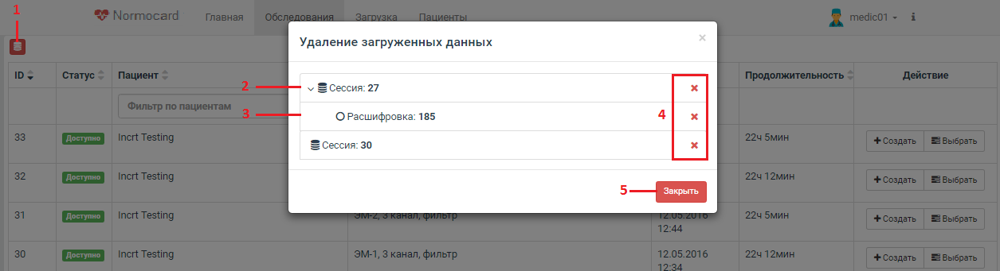 1
Normocard Главная Обследования Загрузка Пациенты medic01
Удаление загруженных данных ×
ID Статус Пациент Продолжительность Действие
2 Сессия: 27
Фильтр по пациентам
3 Расшифровка: 185 4
33 Доступно Incrt Testing 22ч 5мин Создать Выбрать
Сессия: 30
32 Доступно Incrt Testing 22ч 12мин Создать Выбрать
5 Закрыть
31 Доступно Incrt Testing ЭМ-2, 3 канал, фильтр 12.05.2016 22ч 5мин Создать Выбрать
12:44
30 Доступно Incrt Testing ЭМ-1, 3 канал, фильтр 12.05.2016 22ч 12мин Создать Выбрать
12:34